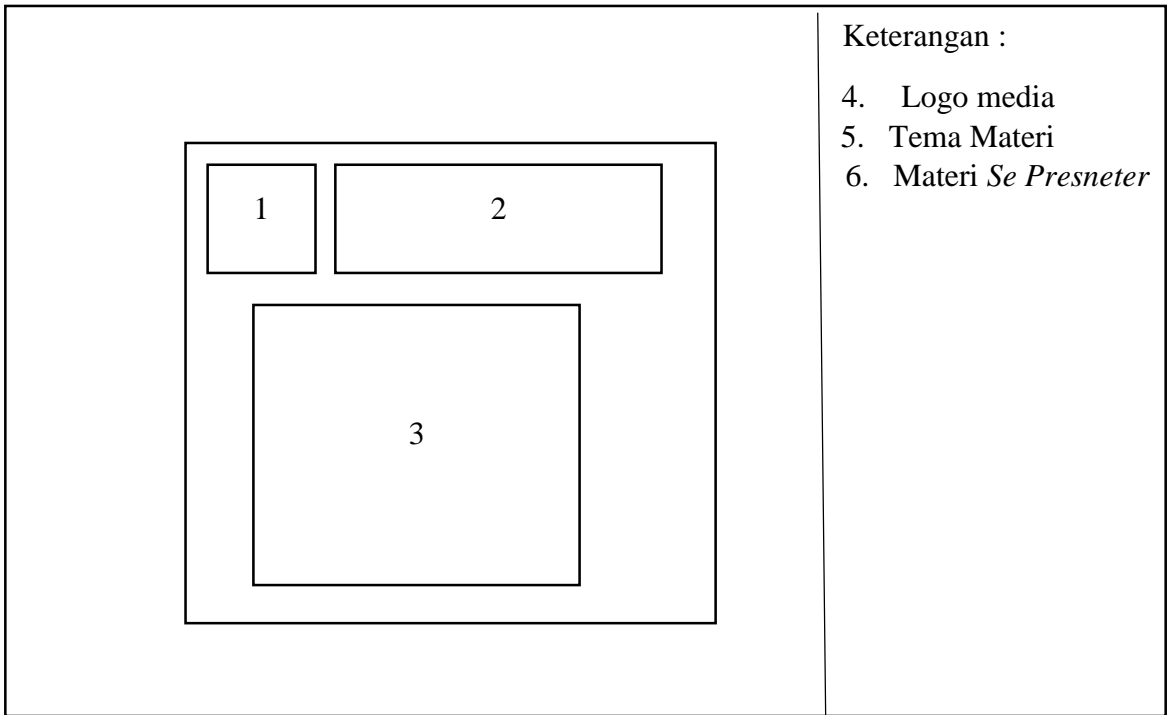 1
2
3
Keterangan :
4. Logo media
5. Tema Materi
6. Materi Se Presneter